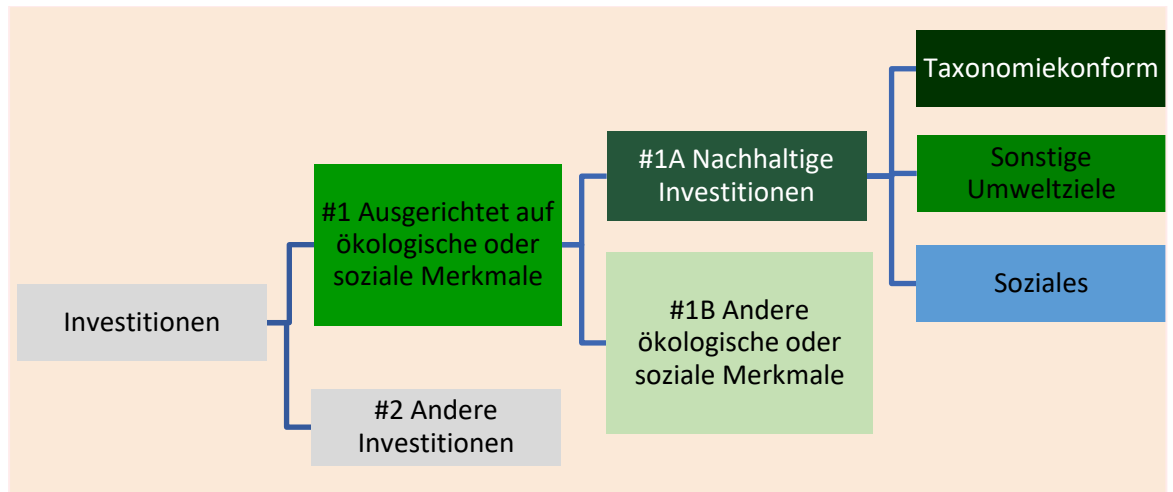 Investitionen
#1 Ausgerichtet auf
ökologische oder
soziale Merkmale
#2 Andere
Investitionen
#1A Nachhaltige
Investitionen
#1B Andere
ökologische oder
soziale Merkmale
Taxonomiekonform
Sonstige
Umweltziele
Soziales